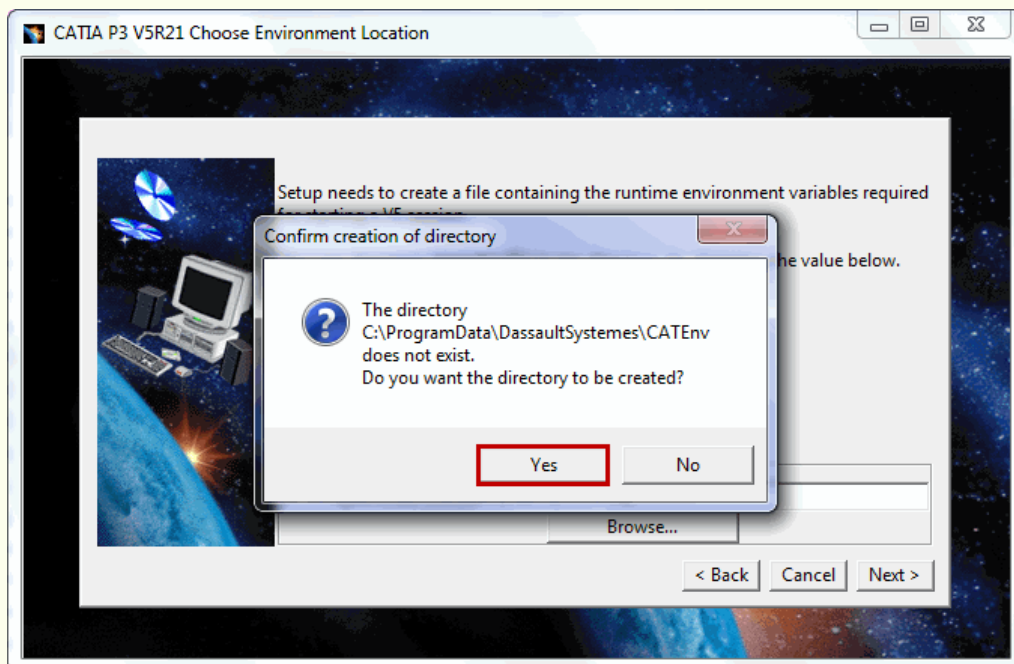 CATIA P3 V5R21 Choose Environment Location
Setup needs to create a file containing the runtime environment variables required
he value below.
Confirm creation of directory
The directory
C:\ProgramData\DassaultSystemes\CATEnv
does not exist.
Do you want the directory to be created?
Yes
No
Browse...
< Back
Cancel
Next >